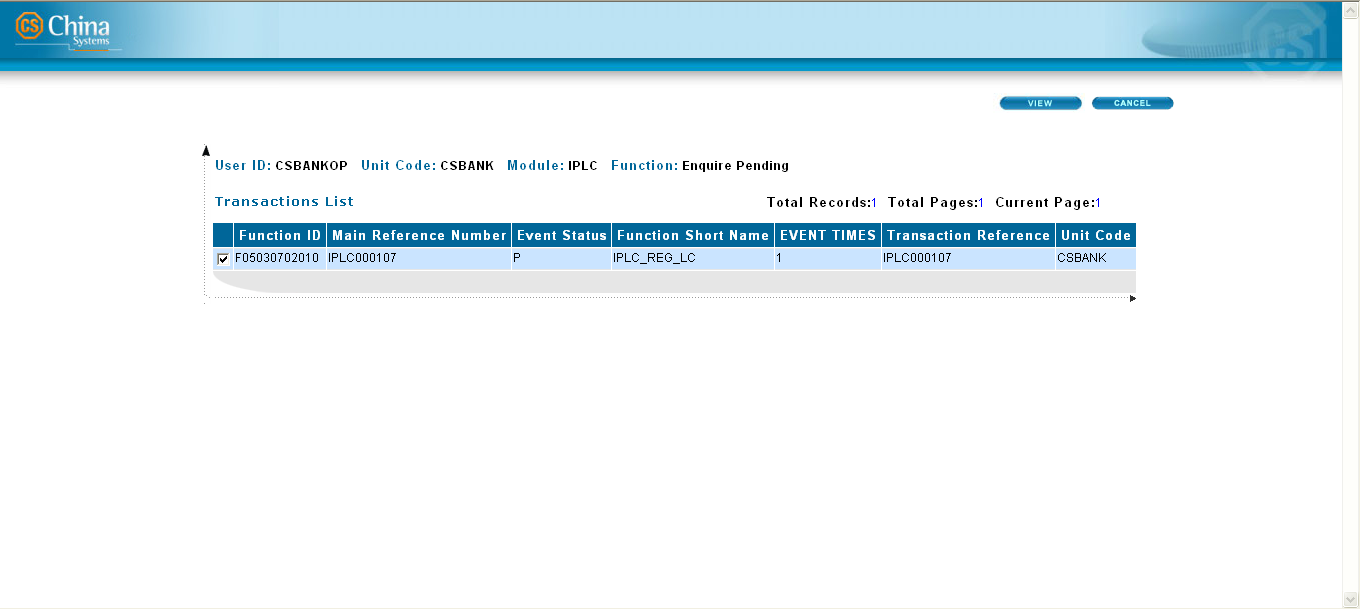 CS China
Systems
CSI
VIEW CANCEL
User ID: CSBANKOP Unit Code: CSBANK Module: IPLC Function: Enquire Pending
Transactions List Total Records:1 Total Pages:1 Current Page:1
Function ID Main Reference Number Event Status Function Short Name EVENT TIMES Transaction Reference Unit Code
F05030702010 IPLC000107 P IPLC_REG_LC 1 IPLC000107 CSBANK